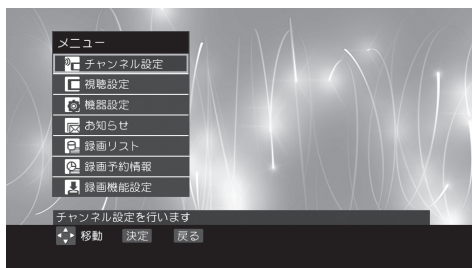 メニュー
チャンネル設定
視聴設定
機器設定
お知らせ
録画リスト
録画予約情報
録画機能設定
チャンネル設定を行います
移動 決定 戻る